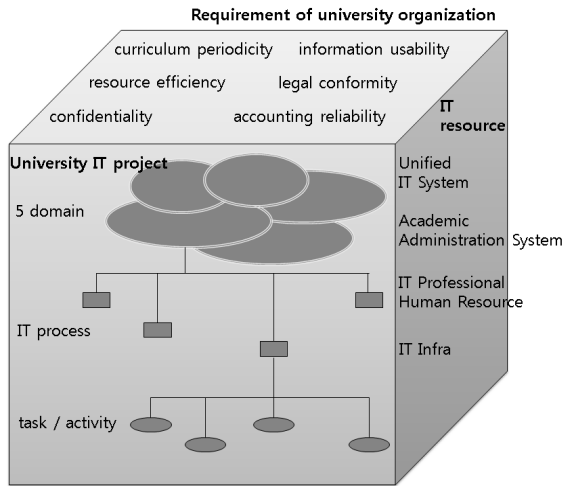 Requirement of university organization
curriculum periodicity information usability
resource efficiency legal conformity
confidentiality accounting reliability
IT
resource
University IT project
5 domain
IT process
task / activity
Unified
IT System
Academic
Administration System
IT Professional
Human Resource
IT Infra